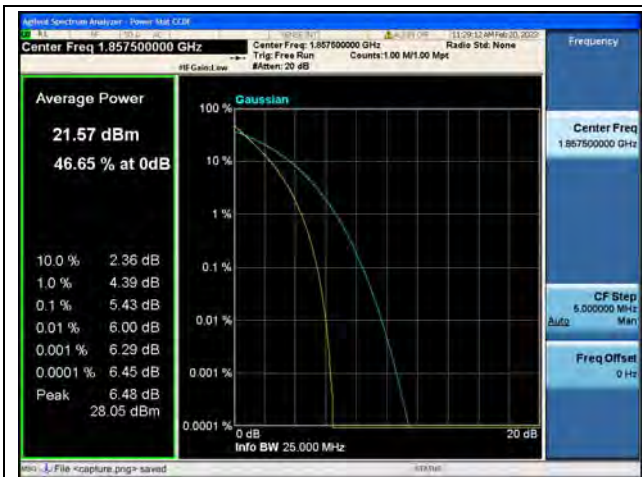 Agilent Spectrum Analyzer - Power Stat CCDF
11:29:12 AM Feb 20, 2022
Center Freq 1.857500000 GHz
Center Freq: 1.857500000 GHz
Radio Std: None
Trig: Free Run
Counts:1.00 M/1.00 Mpt
#IFGain:Low
#Atten: 20 dB
Frequency
Average Power
21.57 dBm
46.65 % at 0dB
10.0 % 2.36 dB
1.0 % 4.39 dB
0.1 % 5.43 dB
0.01 % 6.00 dB
0.001 % 6.29 dB
0.0001 % 6.45 dB
Peak 6.48 dB
28.05 dBm
Gaussian
100 %
10 %
1 %
0.1 %
0.01 %
0.001 %
0.0001 %
0 dB
20 dB
Info BW 25.000 MHz
Center Freq
1.857500000 GHz
CF Step
5.000000 MHz
Auto Man
Freq Offset
0 Hz
MSG File <capture.png> saved
STATUS